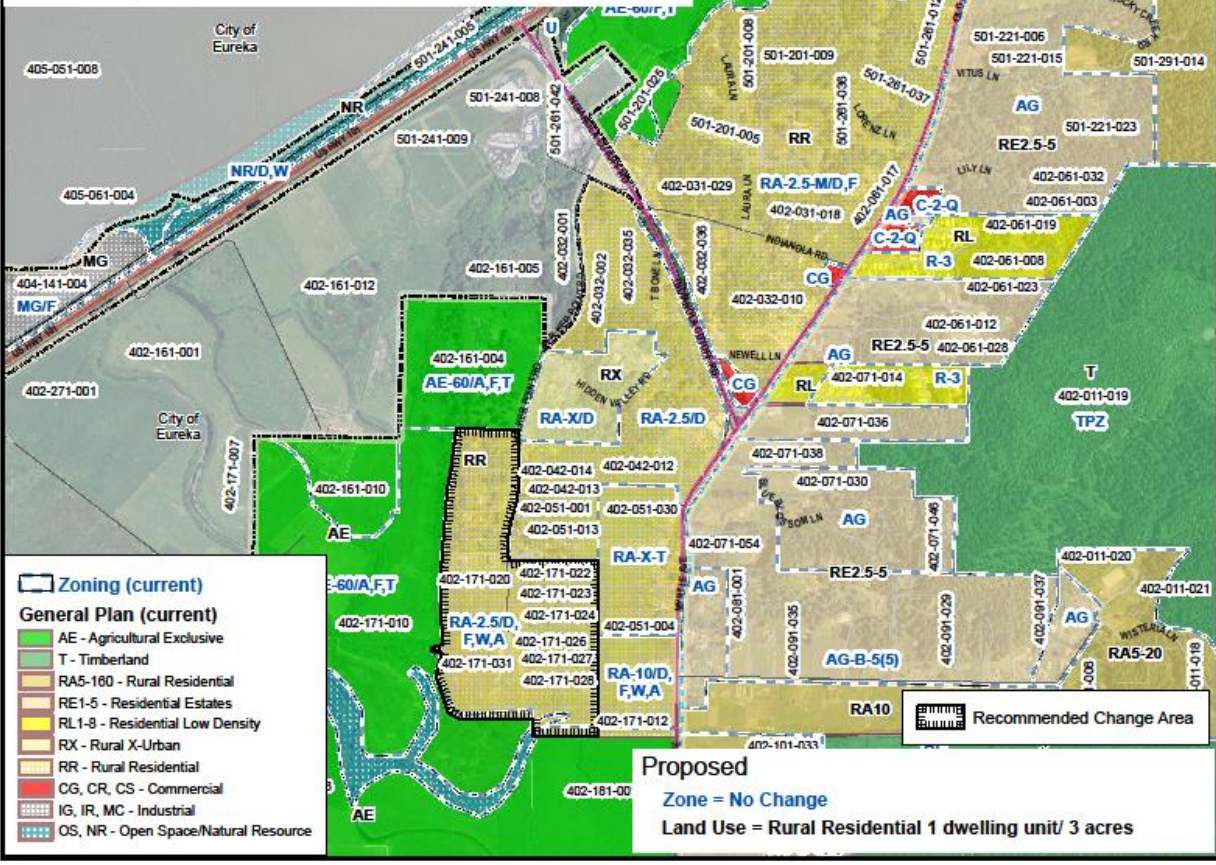 AE-60/F,T
City of
Eureka
405-051-008
501-241-005
US HWY 101
U
501-201-008
501-201-009
501-221-006
501-221-015
501-291-014
LAURA LN
VITUS LN
501-261-037
501-241-008
501-261-042
501-201-025
501-281-036
LORENZ LN
AG
NR
501-241-009
US HWY 101
501-201-005
RR
501-221-023
RE2.5-5
NR/D,W
LILY LN
402-061-032
402-061-003
405-061-004
402-031-029
RA-2.5-M/D,F
LAURA LN
402-031-018
402-061-017
C-2-Q
AG
402-061-019
C-2-Q
RL
R-3
402-061-008
402-032-001
402-032-002
402-032-035
T BONE LN
402-032-036
INDIANOLA RD
MG
404-141-004
MG/F
402-161-005
402-161-012
CG
402-061-023
402-032-010
402-061-012
RE2.5-5
402-061-028
US HWY 101
402-161-001
402-161-004
AE-60/A,F,T
NEWELL LN
AG
402-271-001
RX
HIDDEN VALLEY RD
CG
RL
402-071-014
R-3
T
402-011-019
TPZ
City of
Eureka
RA-X/D
RA-2.5/D
402-071-036
402-171-007
RR
402-071-038
402-161-010
402-042-014
402-042-012
402-042-013
402-051-001
402-051-030
402-051-013
402-071-030
AG
402-071-046
AE
RA-X-T
402-071-054
402-011-020
402-011-021
E-60/A,F,T
402-171-020
402-171-022
402-171-023
402-171-024
RE2.5-5
AG
402-081-001
402-091-035
402-091-029
402-091-037
AG
402-171-010
RA-2.5/D,
F,W,A
402-171-026
402-171-027
402-171-028
402-051-004
WISTERIA LN
RA5-20
402-171-031
RA-10/D,
F,W,A
AG-B-5(5)
-011-018
402-171-012
RA10
402-101-033
402-181-00
AE
Zoning (current)
General Plan (current)
AE - Agricultural Exclusive
T - Timberland
RA5-160 - Rural Residential
RE1-5 - Residential Estates
RL1-8 - Residential Low Density
RX - Rural X-Urban
RR - Rural Residential
CG, CR, CS - Commercial
IG, IR, MC - Industrial
OS, NR - Open Space/Natural Resource
Recommended Change Area
Proposed
Zone = No Change
Land Use = Rural Residential 1 dwelling unit/ 3 acres